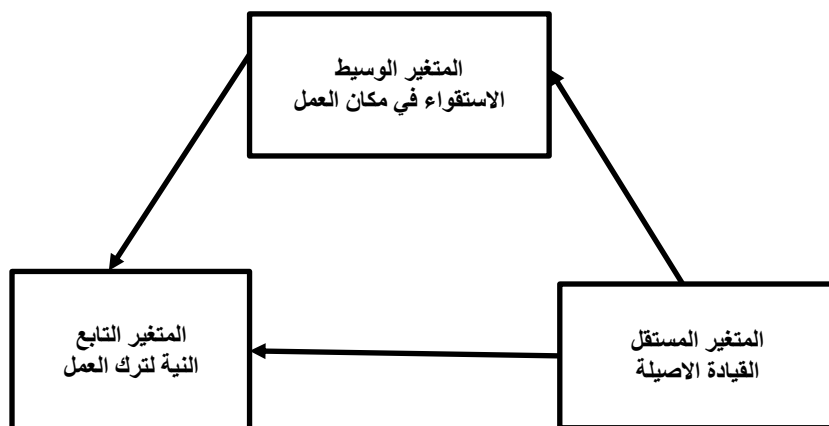 المتغير الوسيط
الاستقواء في مكان العمل
المتغير المستقل
القيادة الاصيلة
المتغير التابع
النية لترك العمل